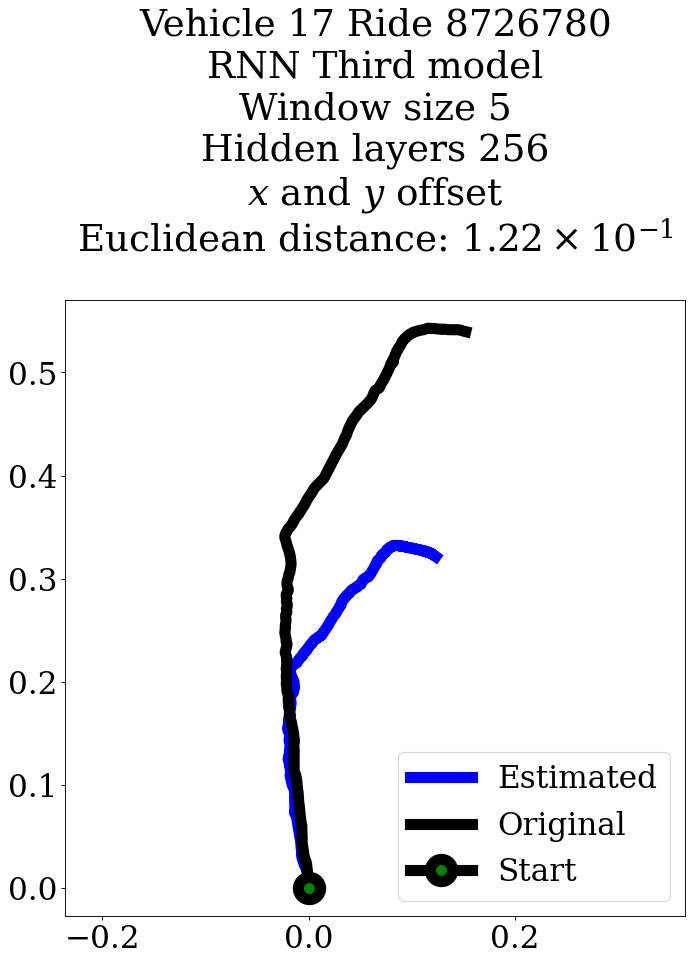 Vehicle 17 Ride 8726780
RNN Third model
Window size 5
Hidden layers 256
x and y offset
Euclidean distance: 1.22 × 10⁻¹
0.5
0.4
0.3
0.2
0.1
0.0
Estimated
Original
Start
−0.2 0.0 0.2